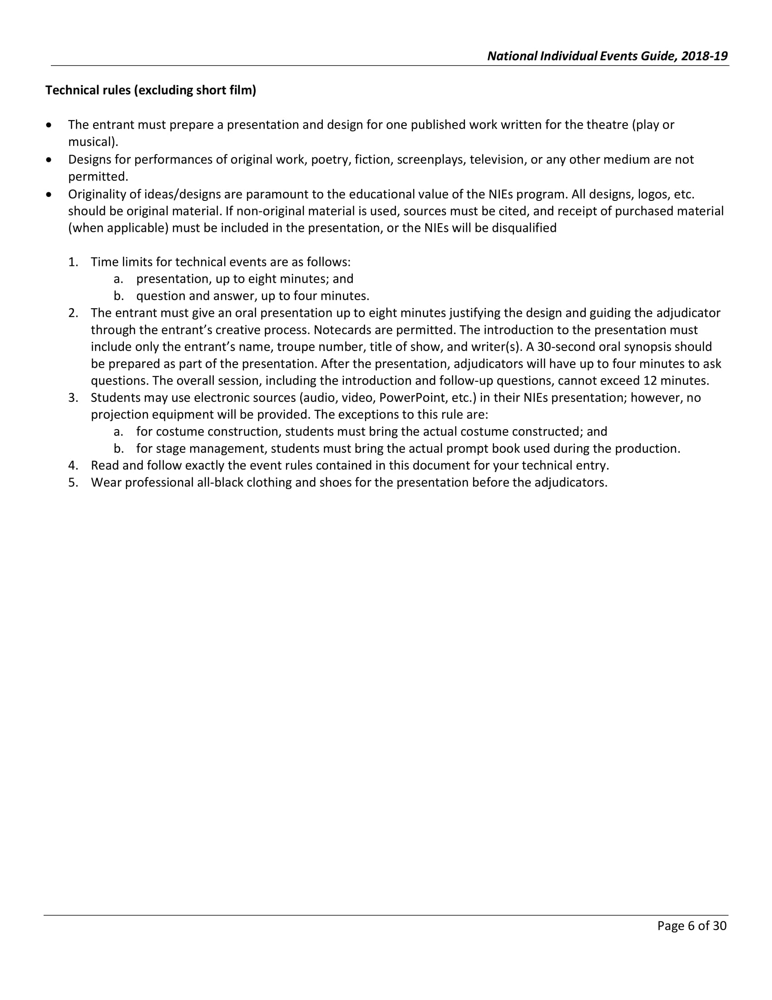 National Individual Events Guide, 2018-19
Technical rules (excluding short film)
• The entrant must prepare a presentation and design for one published work written for the theatre (play or
musical).
• Designs for performances of original work, poetry, fiction, screenplays, television, or any other medium are not
permitted.
• Originality of ideas/designs are paramount to the educational value of the NIEs program. All designs, logos, etc.
should be original material. If non-original material is used, sources must be cited, and receipt of purchased material
(when applicable) must be included in the presentation, or the NIEs will be disqualified
1. Time limits for technical events are as follows:
a. presentation, up to eight minutes; and
b. question and answer, up to four minutes.
2. The entrant must give an oral presentation up to eight minutes justifying the design and guiding the adjudicator
through the entrant’s creative process. Notecards are permitted. The introduction to the presentation must
include only the entrant’s name, troupe number, title of show, and writer(s). A 30-second oral synopsis should
be prepared as part of the presentation. After the presentation, adjudicators will have up to four minutes to ask
questions. The overall session, including the introduction and follow-up questions, cannot exceed 12 minutes.
3. Students may use electronic sources (audio, video, PowerPoint, etc.) in their NIEs presentation; however, no
projection equipment will be provided. The exceptions to this rule are:
a. for costume construction, students must bring the actual costume constructed; and
b. for stage management, students must bring the actual prompt book used during the production.
4. Read and follow exactly the event rules contained in this document for your technical entry.
5. Wear professional all-black clothing and shoes for the presentation before the adjudicators.
Page 6 of 30